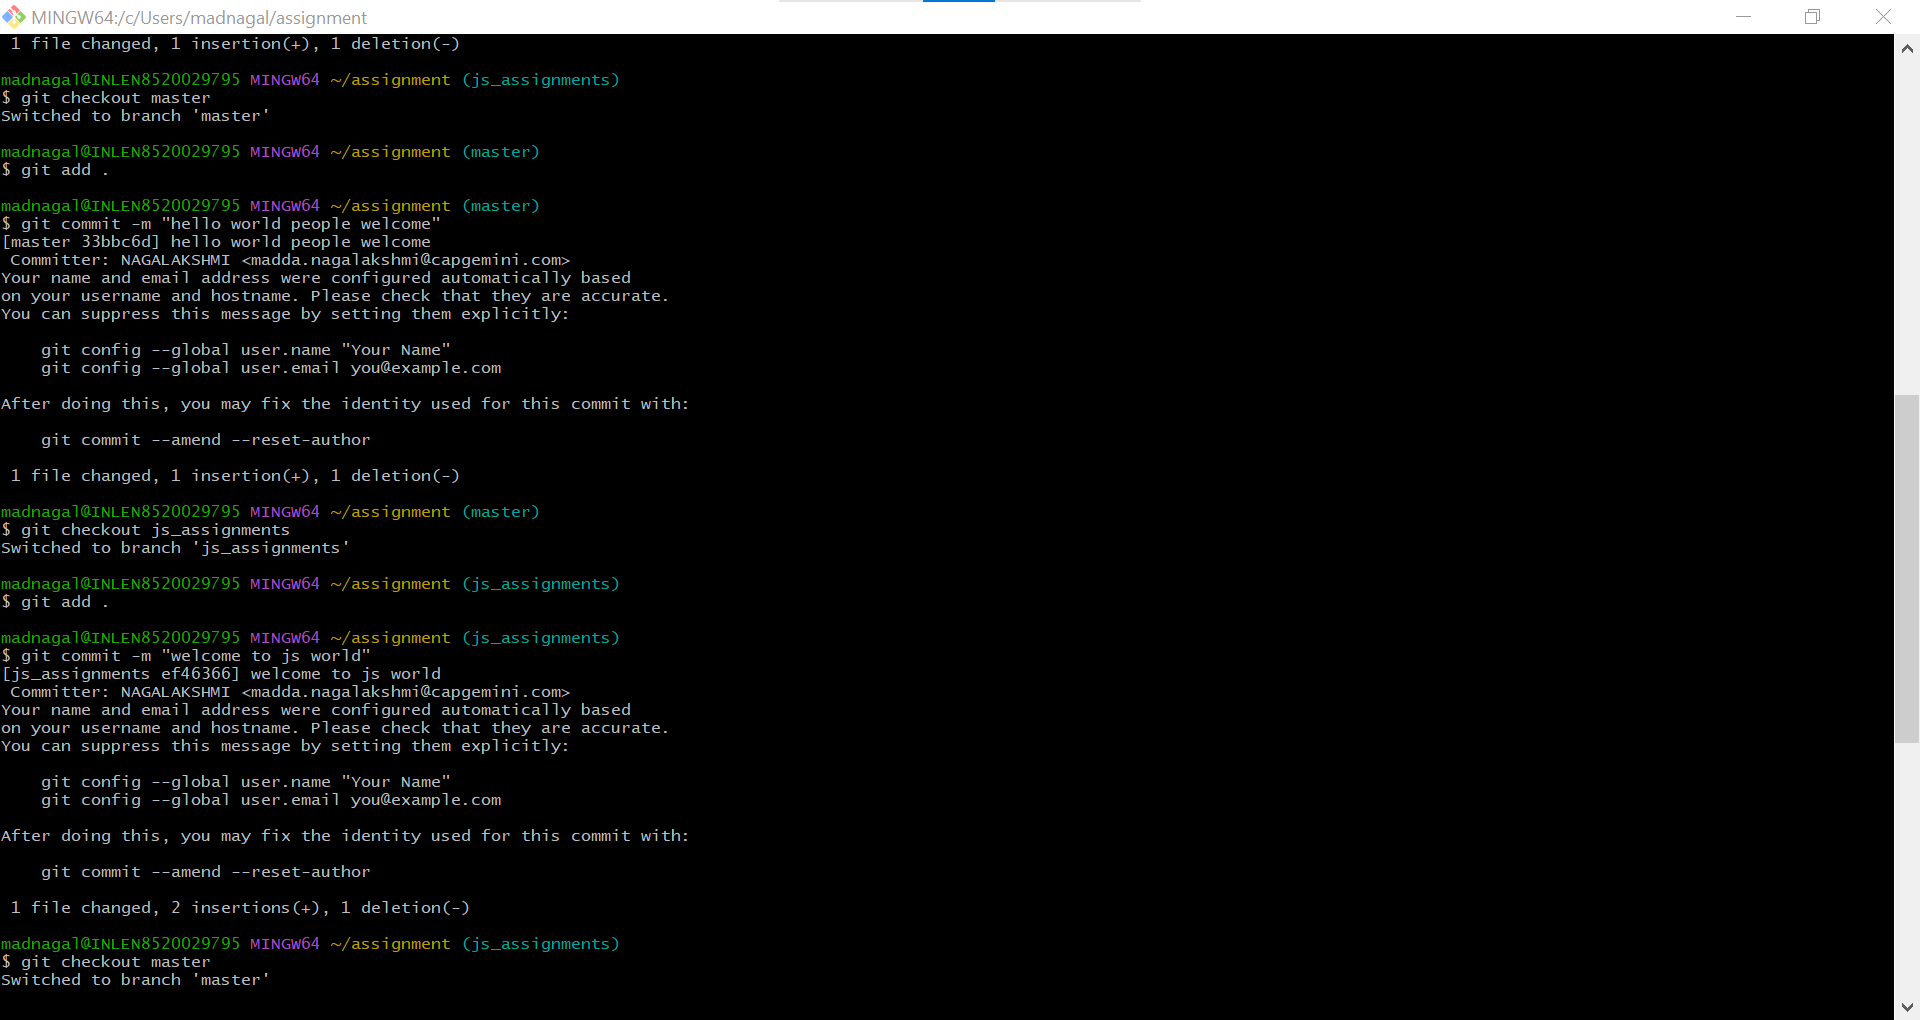 MINGW64:/c/Users/madnagal/assignment
 1 file changed, 1 insertion(+), 1 deletion(-)

madnagal@INLEN8520029795 MINGW64 ~/assignment (js_assignments)
$ git checkout master
Switched to branch 'master'

madnagal@INLEN8520029795 MINGW64 ~/assignment (master)
$ git add .

madnagal@INLEN8520029795 MINGW64 ~/assignment (master)
$ git commit -m "hello world people welcome"
[master 33bbc6d] hello world people welcome
 Committer: NAGALAKSHMI <madda.nagalakshmi@capgemini.com>
Your name and email address were configured automatically based
on your username and hostname. Please check that they are accurate.
You can suppress this message by setting them explicitly:

    git config --global user.name "Your Name"
    git config --global user.email you@example.com

After doing this, you may fix the identity used for this commit with:

    git commit --amend --reset-author

 1 file changed, 1 insertion(+), 1 deletion(-)

madnagal@INLEN8520029795 MINGW64 ~/assignment (master)
$ git checkout js_assignments
Switched to branch 'js_assignments'

madnagal@INLEN8520029795 MINGW64 ~/assignment (js_assignments)
$ git add .

madnagal@INLEN8520029795 MINGW64 ~/assignment (js_assignments)
$ git commit -m "welcome to js world"
[js_assignments ef46366] welcome to js world
 Committer: NAGALAKSHMI <madda.nagalakshmi@capgemini.com>
Your name and email address were configured automatically based
on your username and hostname. Please check that they are accurate.
You can suppress this message by setting them explicitly:

    git config --global user.name "Your Name"
    git config --global user.email you@example.com

After doing this, you may fix the identity used for this commit with:

    git commit --amend --reset-author

 1 file changed, 2 insertions(+), 1 deletion(-)

madnagal@INLEN8520029795 MINGW64 ~/assignment (js_assignments)
$ git checkout master
Switched to branch 'master'